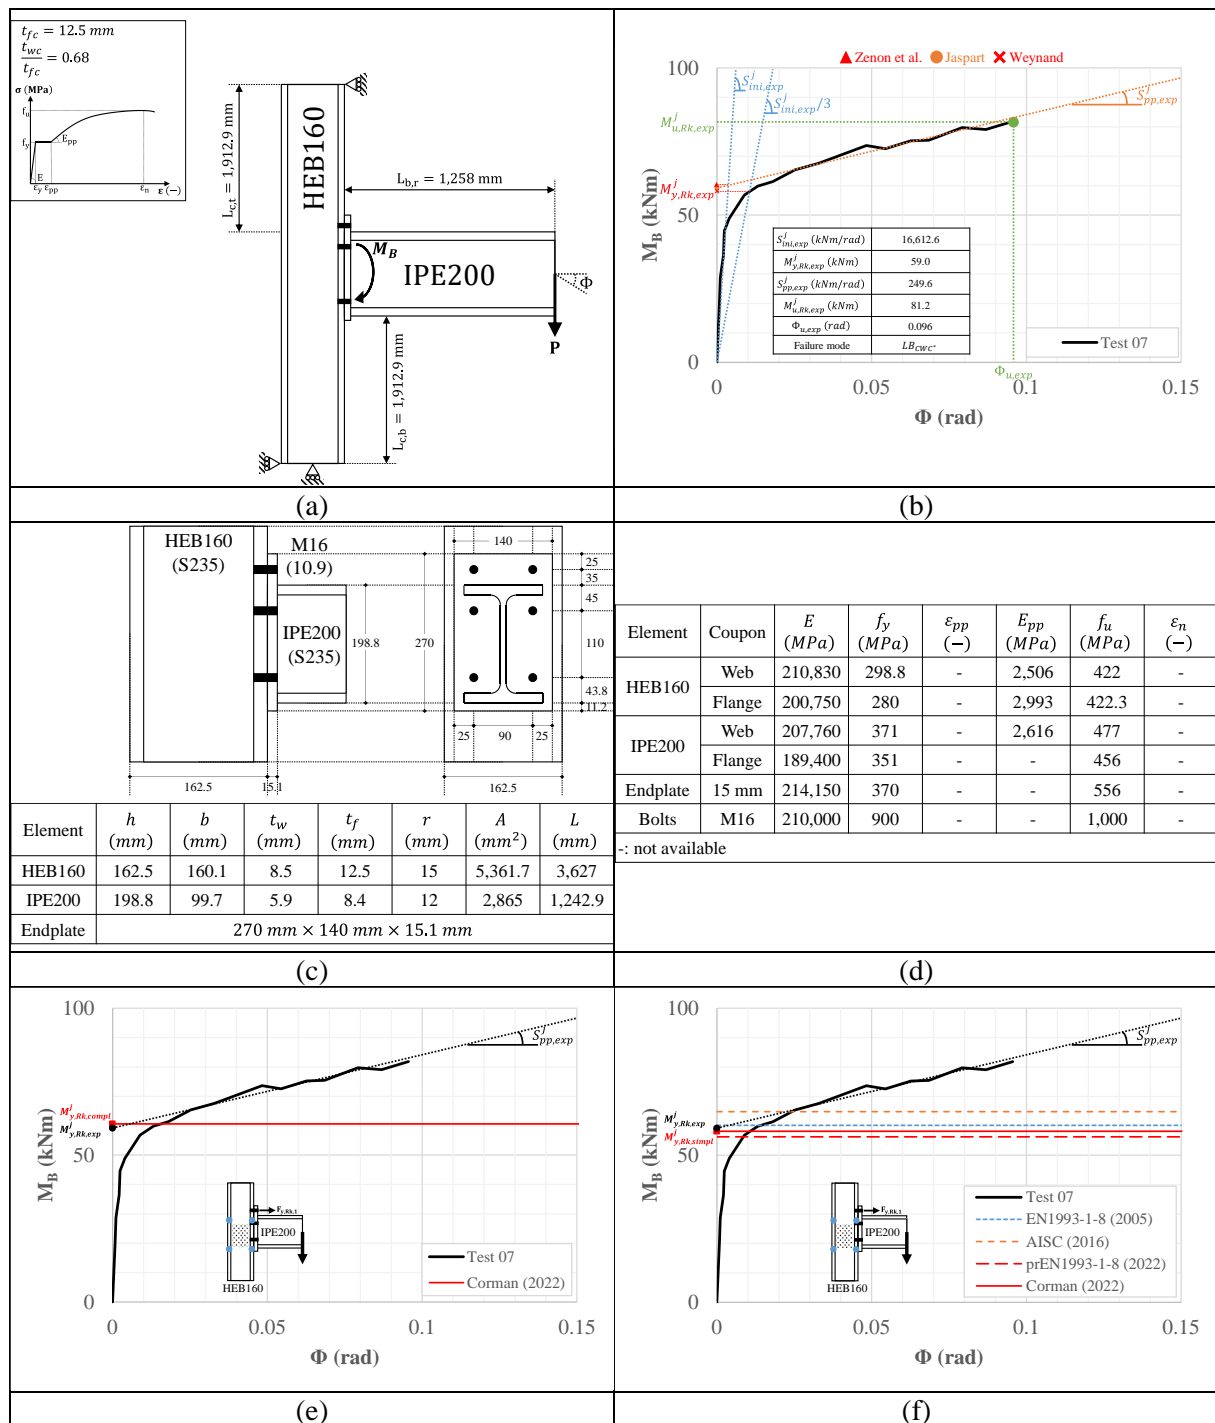 t_fc = 12.5 mm
t_wc/t_fc = 0.68
σ (MPa)
f_u
f_y
E_pp
E
ε_y ε_pp
ε_n
ε (−)
L_c,t = 1,912.9 mm
HEB160
L_b,r = 1,258 mm
M_B
IPE200
Φ
P
L_c,b = 1,912.9 mm
(a)
Zenon et al.
Jaspart
Weynand
100
50
0
M_B (kNm)
S^j_ini,exp
S^j_ini,exp/3
S^j_pp,exp
M^j_u,Rk,exp
M^j_y,Rk,exp
S^j_ini,exp (kNm/rad) 16,612.6
M^j_y,Rk,exp (kNm) 59.0
S^j_pp,exp (kNm/rad) 249.6
M^j_u,Rk,exp (kNm) 81.2
Φ_u,exp (rad) 0.096
Failure mode LB_CWC*
Test 07
0 0.05 0.1 0.15
Φ_u,exp
Φ (rad)
(b)
HEB160
(S235)
M16
(10.9)
IPE200
(S235)
198.8
270
162.5
15.1
140
25
35
45
110
43.8
11.2
25
90
25
162.5
Element h (mm) b (mm) t_w (mm) t_f (mm) r (mm) A (mm²) L (mm)
HEB160 162.5 160.1 8.5 12.5 15 5,361.7 3,627
IPE200 198.8 99.7 5.9 8.4 12 2,865 1,242.9
Endplate 270 mm × 140 mm × 15.1 mm
(c)
Element Coupon E (MPa) f_y (MPa) ε_pp (−) E_pp (MPa) f_u (MPa) ε_n (−)
HEB160 Web 210,830 298.8 - 2,506 422 -
Flange 200,750 280 - 2,993 422.3 -
IPE200 Web 207,760 371 - 2,616 477 -
Flange 189,400 351 - - 456 -
Endplate 15 mm 214,150 370 - - 556 -
Bolts M16 210,000 900 - - 1,000 -
-: not available
(d)
100
50
0
M_B (kNm)
S^j_pp,exp
M^j_y,Rk,compl
M^j_y,Rk,exp
F_y,Rk,1
IPE200
HEB160
Test 07
Corman (2022)
0 0.05 0.1 0.15
Φ (rad)
(e)
100
50
0
M_B (kNm)
S^j_pp,exp
M^j_y,Rk,exp
M^j_y,Rk,simpl
F_y,Rk,1
IPE200
HEB160
Test 07
EN1993-1-8 (2005)
AISC (2016)
prEN1993-1-8 (2022)
Corman (2022)
0 0.05 0.1 0.15
Φ (rad)
(f)